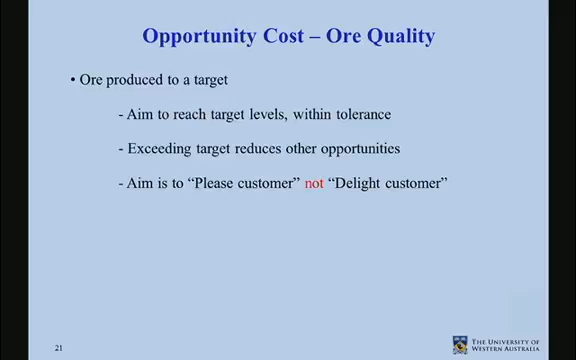 Opportunity Cost – Ore Quality
• Ore produced to a target
- Aim to reach target levels, within tolerance
- Exceeding target reduces other opportunities
- Aim is to “Please customer” not “Delight customer”
21
THE UNIVERSITY OF
WESTERN AUSTRALIA